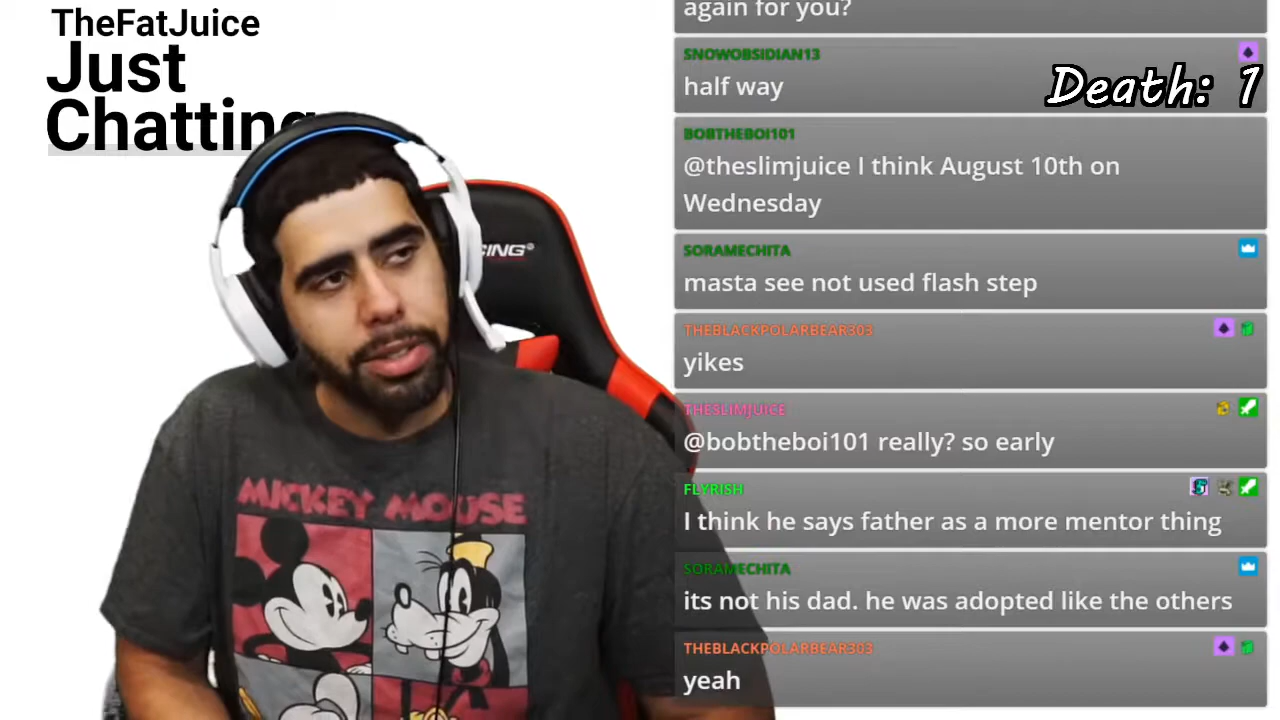 TheFatJuice
Just
Chatting
again for you?
SNOWOBSIDIAN13
half way
Death: 1
BOBTHEBOI101
@theslimjuice I think August 10th on
Wednesday
SORAMECHITA
masta see not used flash step
THEBLACKPOLARBEAR303
yikes
THESLIMJUICE
@bobtheboi101 really? so early
FLYRISH
I think he says father as a more mentor thing
SORAMECHITA
its not his dad. he was adopted like the others
THEBLACKPOLARBEAR303
yeah
MICKEY MOUSE